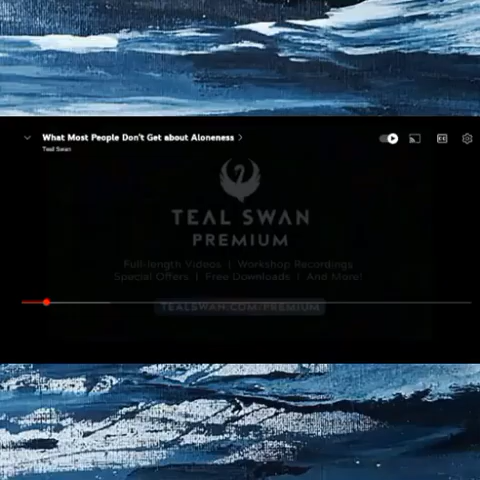 What Most People Don't Get about Aloneness
Teal Swan
TEAL SWAN
PREMIUM
Full-length Videos | Workshop Recordings
Special Offers | Free Downloads | And More!
TEALSWAN.COM/PREMIUM